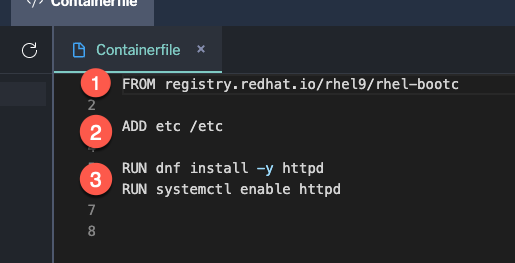 </> Containerfile
Containerfile ×
1 FROM registry.redhat.io/rhel9/rhel-bootc
2
2 ADD etc /etc
3 RUN dnf install -y httpd
RUN systemctl enable httpd
7
8